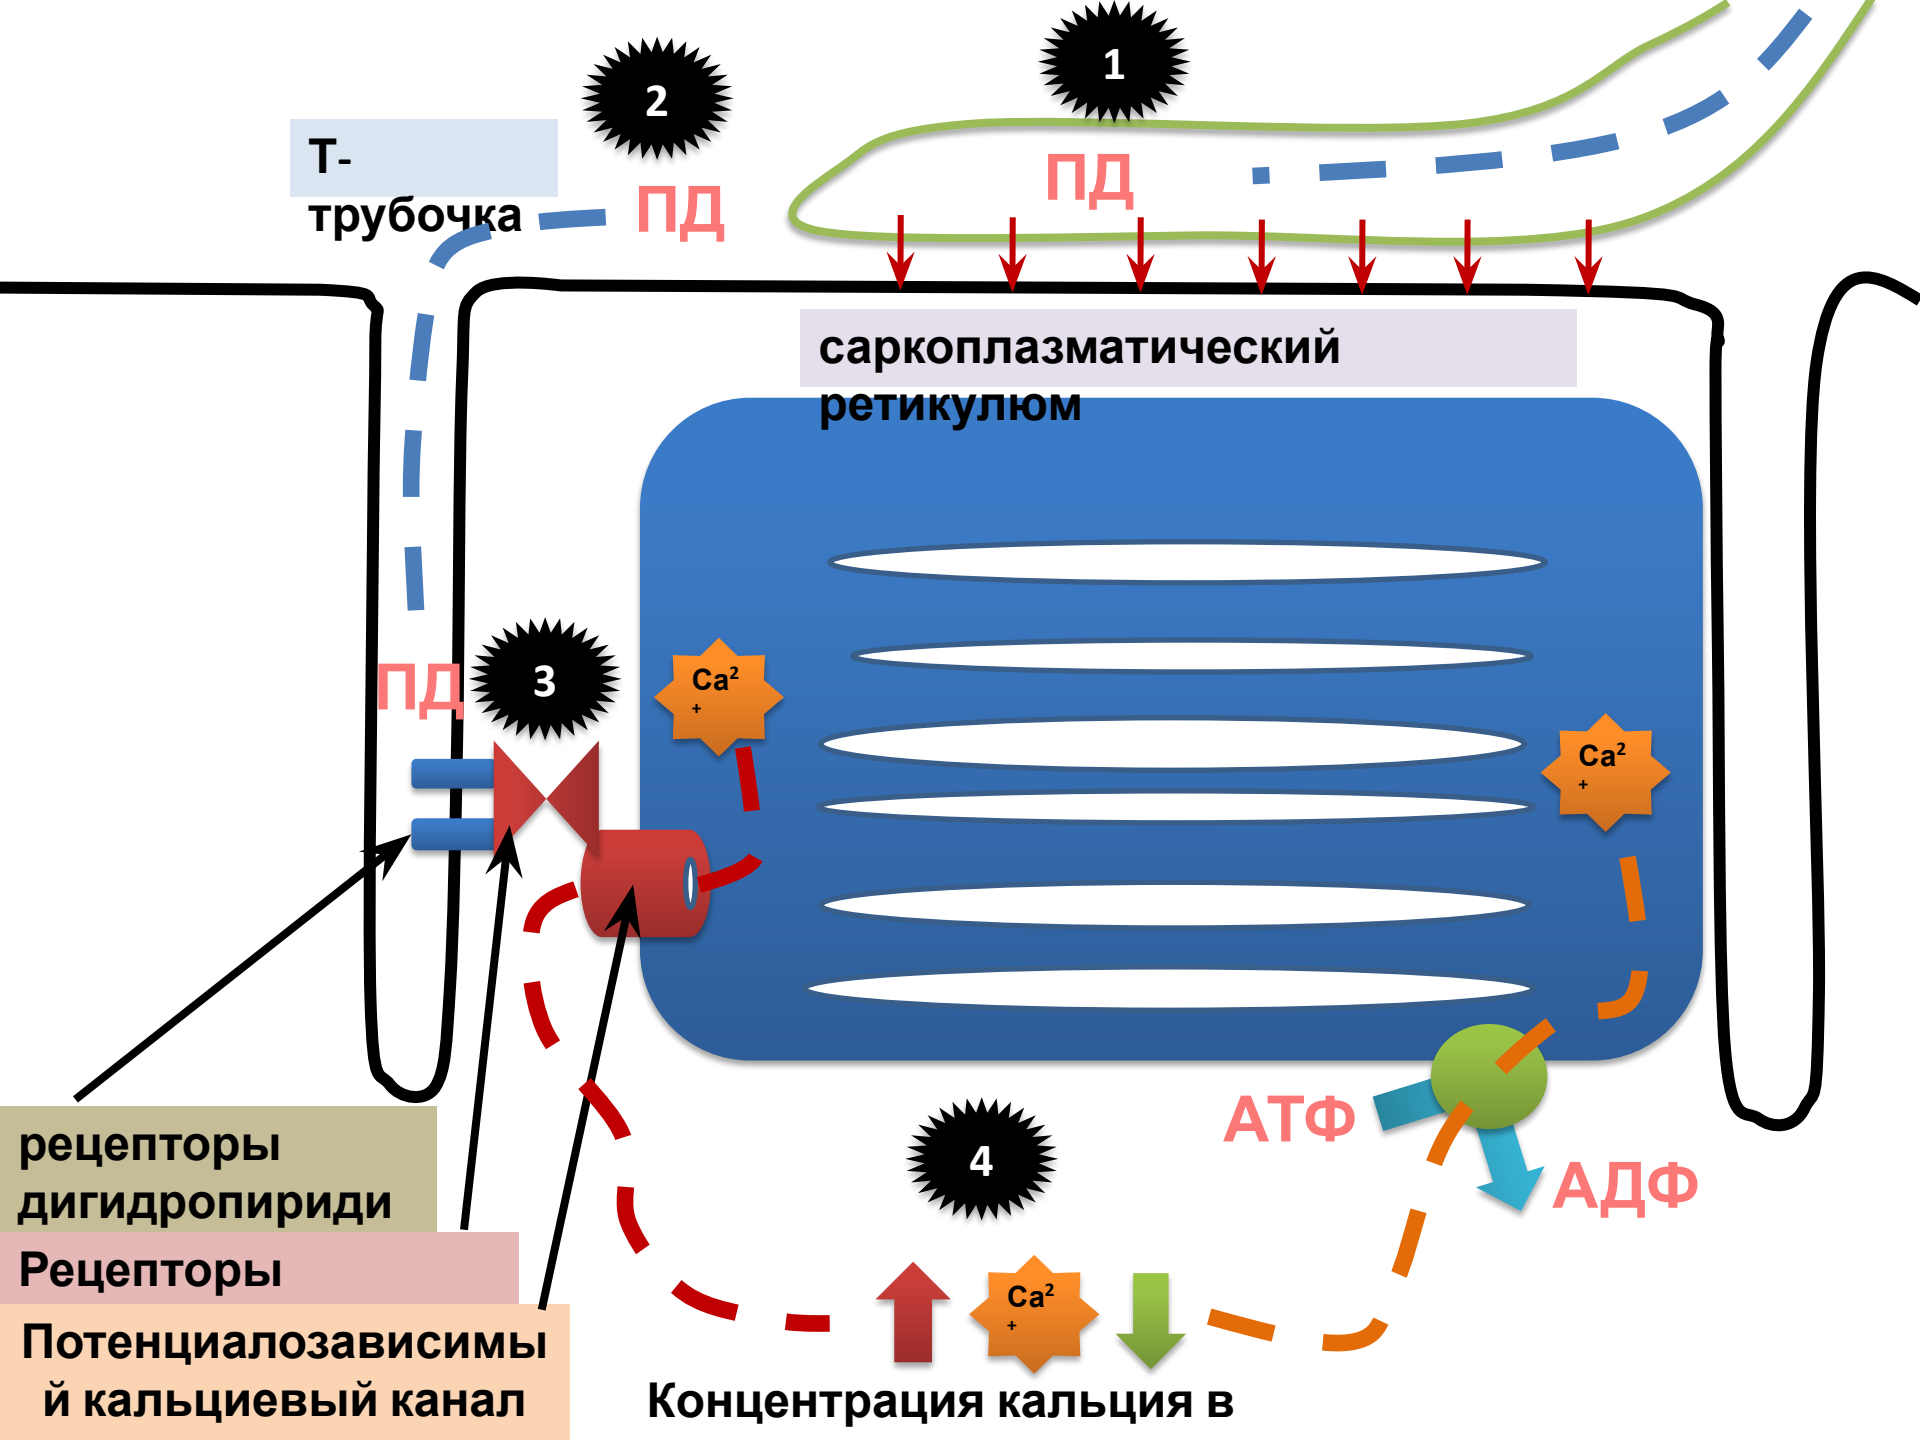 1
2
Т-
трубочка
ПД
ПД
саркоплазматический
ретикулюм
3
ПД
Ca²
+
Ca²
+
АТФ
АДФ
4
рецепторы
дигидропириди
Рецепторы
Потенциалозависимы
й кальциевый канал
Ca²
+
Концентрация кальция в